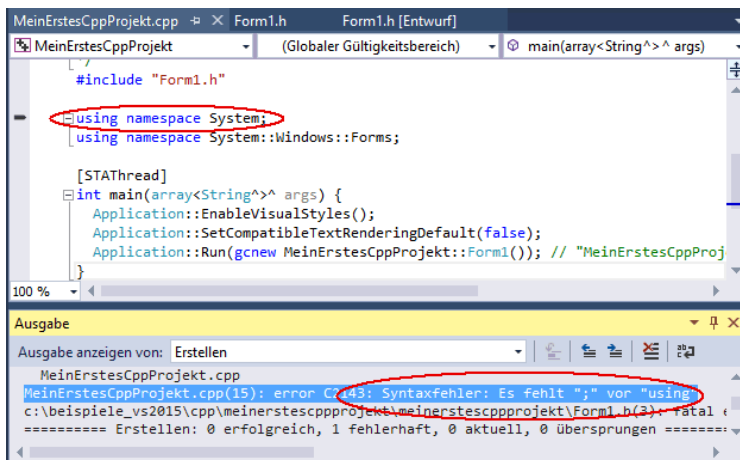 MeinErstesCppProjekt.cpp Form1.h Form1.h [Entwurf]
MeinErstesCppProjekt (Globaler Gültigkeitsbereich) main(array<String^>^ args)
*/
#include "Form1.h"
using namespace System;
using namespace System::Windows::Forms;
[STAThread]
int main(array<String^>^ args) {
Application::EnableVisualStyles();
Application::SetCompatibleTextRenderingDefault(false);
Application::Run(gcnew MeinErstesCppProjekt::Form1()); // "MeinErstesCppProj
}
100 %
Ausgabe
Ausgabe anzeigen von: Erstellen
MeinErstesCppProjekt.cpp
MeinErstesCppProjekt.cpp(15): error C2143: Syntaxfehler: Es fehlt ";" vor "using"
c:\beispiele_vs2015\cpp\meinerstescppprojekt\meinerstescppprojekt\Form1.h(3): fatal e
========== Erstellen: 0 erfolgreich, 1 fehlerhaft, 0 aktuell, 0 übersprungen ========